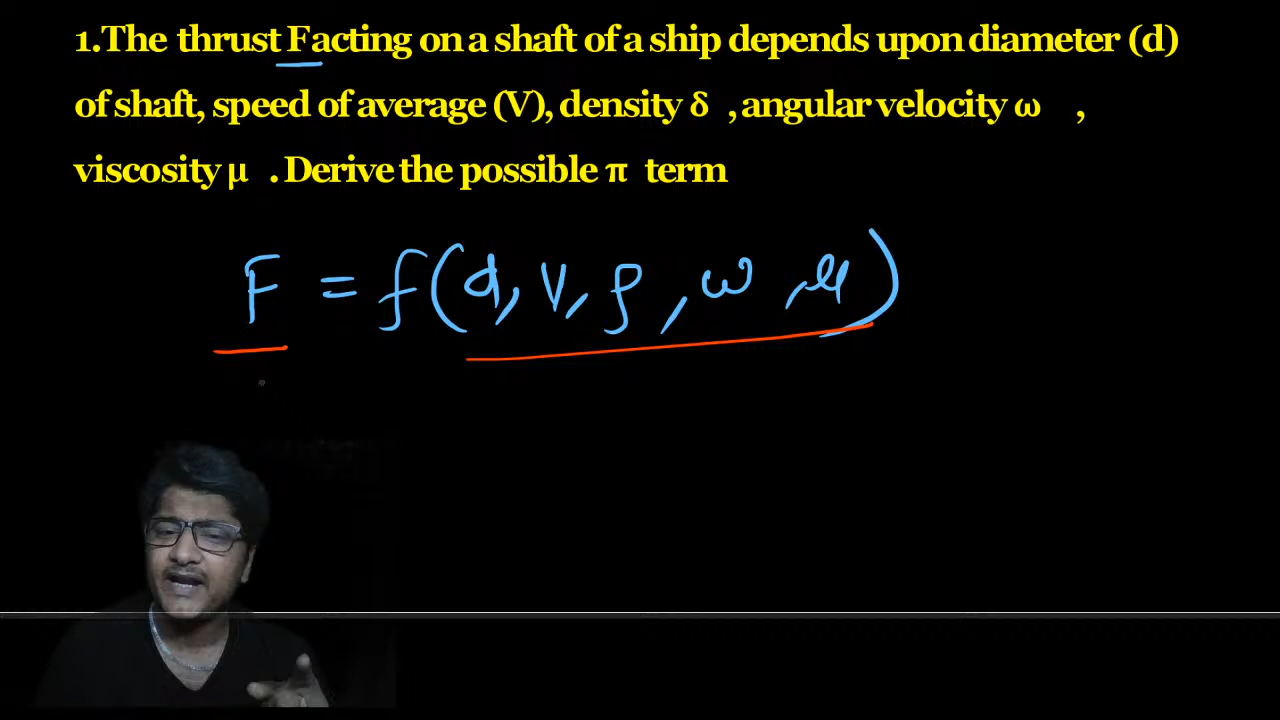 1.The thrust Facting on a shaft of a ship depends upon diameter (d)
of shaft, speed of average (V), density δ , angular velocity ω ,
viscosity μ . Derive the possible π term
F = f(d, v, ρ, ω, μ)